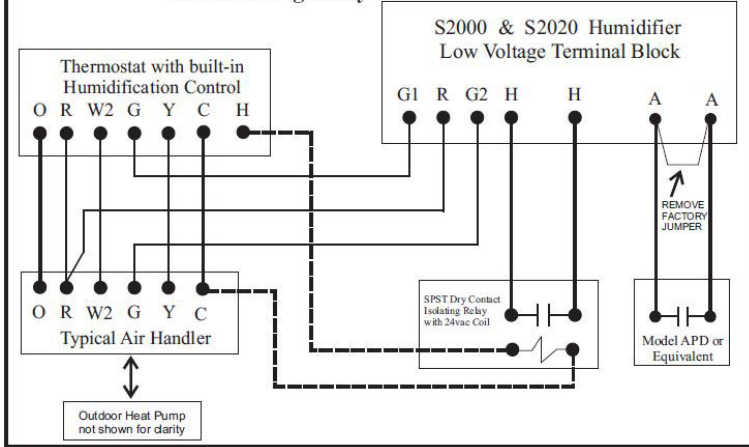 S2000 & S2020 Humidifier
Low Voltage Terminal Block
G1 R G2 H H A A
Thermostat with built-in
Humidification Control
O R W2 G Y C H
REMOVE
FACTORY
JUMPER
SPST Dry Contact
Isolating Relay
with 24vac Coil
Model APD or
Equivalent
O R W2 G Y C
Typical Air Handler
Outdoor Heat Pump
not shown for clarity